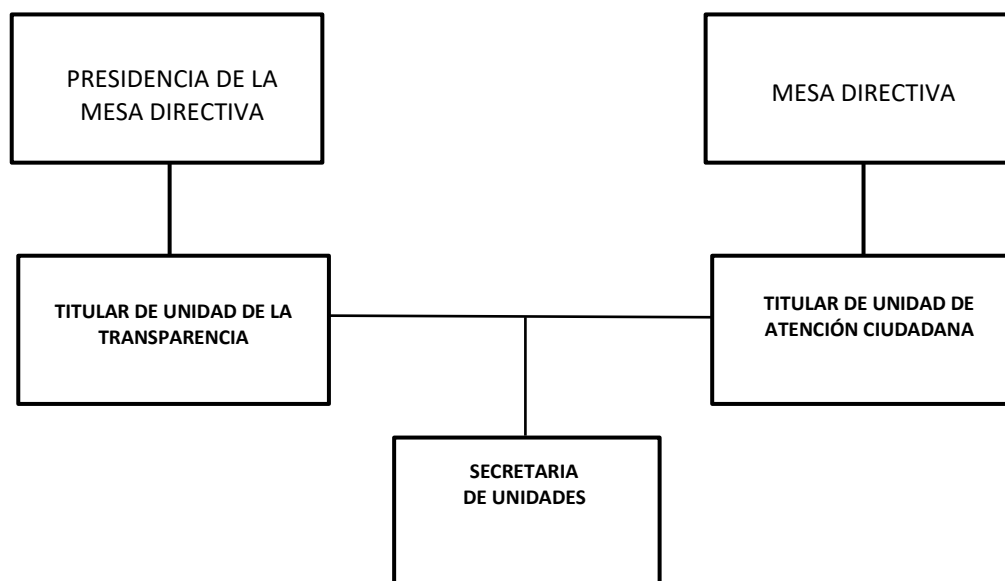 PRESIDENCIA DE LA
MESA DIRECTIVA
MESA DIRECTIVA
TITULAR DE UNIDAD DE LA
TRANSPARENCIA
TITULAR DE UNIDAD DE
ATENCIÓN CIUDADANA
SECRETARIA
DE UNIDADES